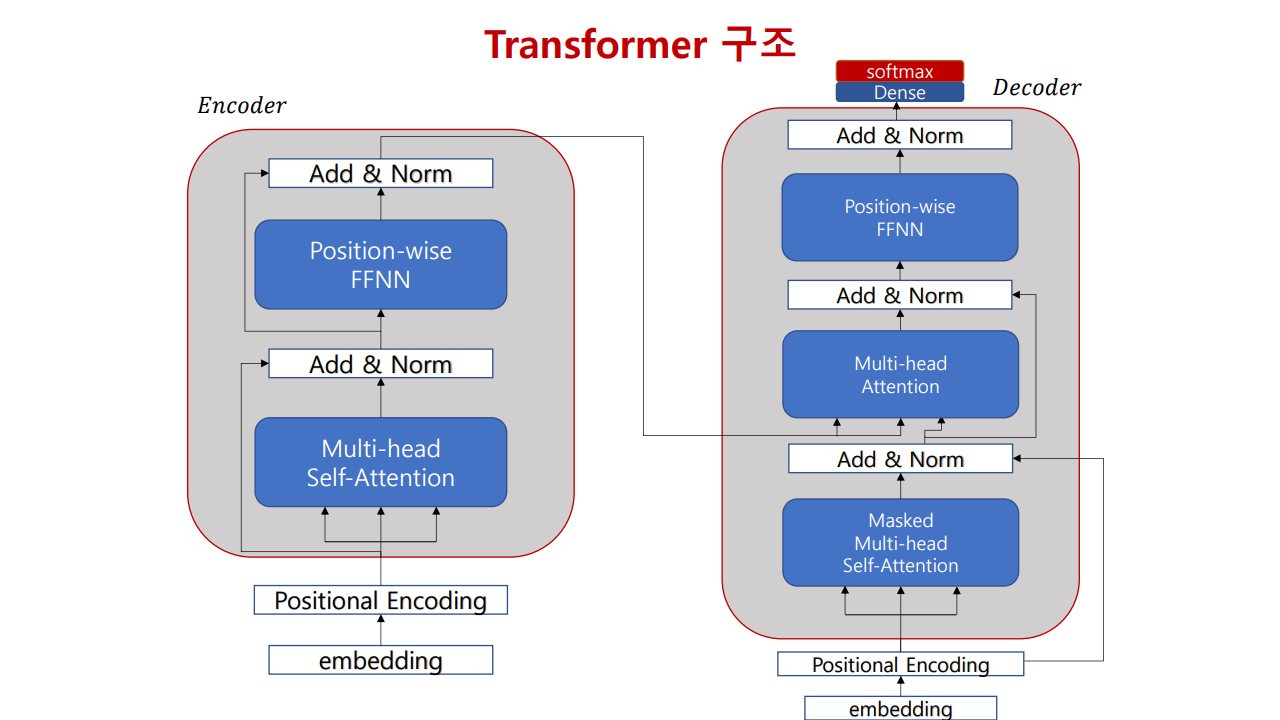 Transformer 구조
Encoder
Add & Norm
Position-wise
FFNN
Add & Norm
Multi-head
Self-Attention
Positional Encoding
embedding
Decoder
softmax
Dense
Add & Norm
Position-wise
FFNN
Add & Norm
Multi-head
Attention
Add & Norm
Masked
Multi-head
Self-Attention
Positional Encoding
embedding